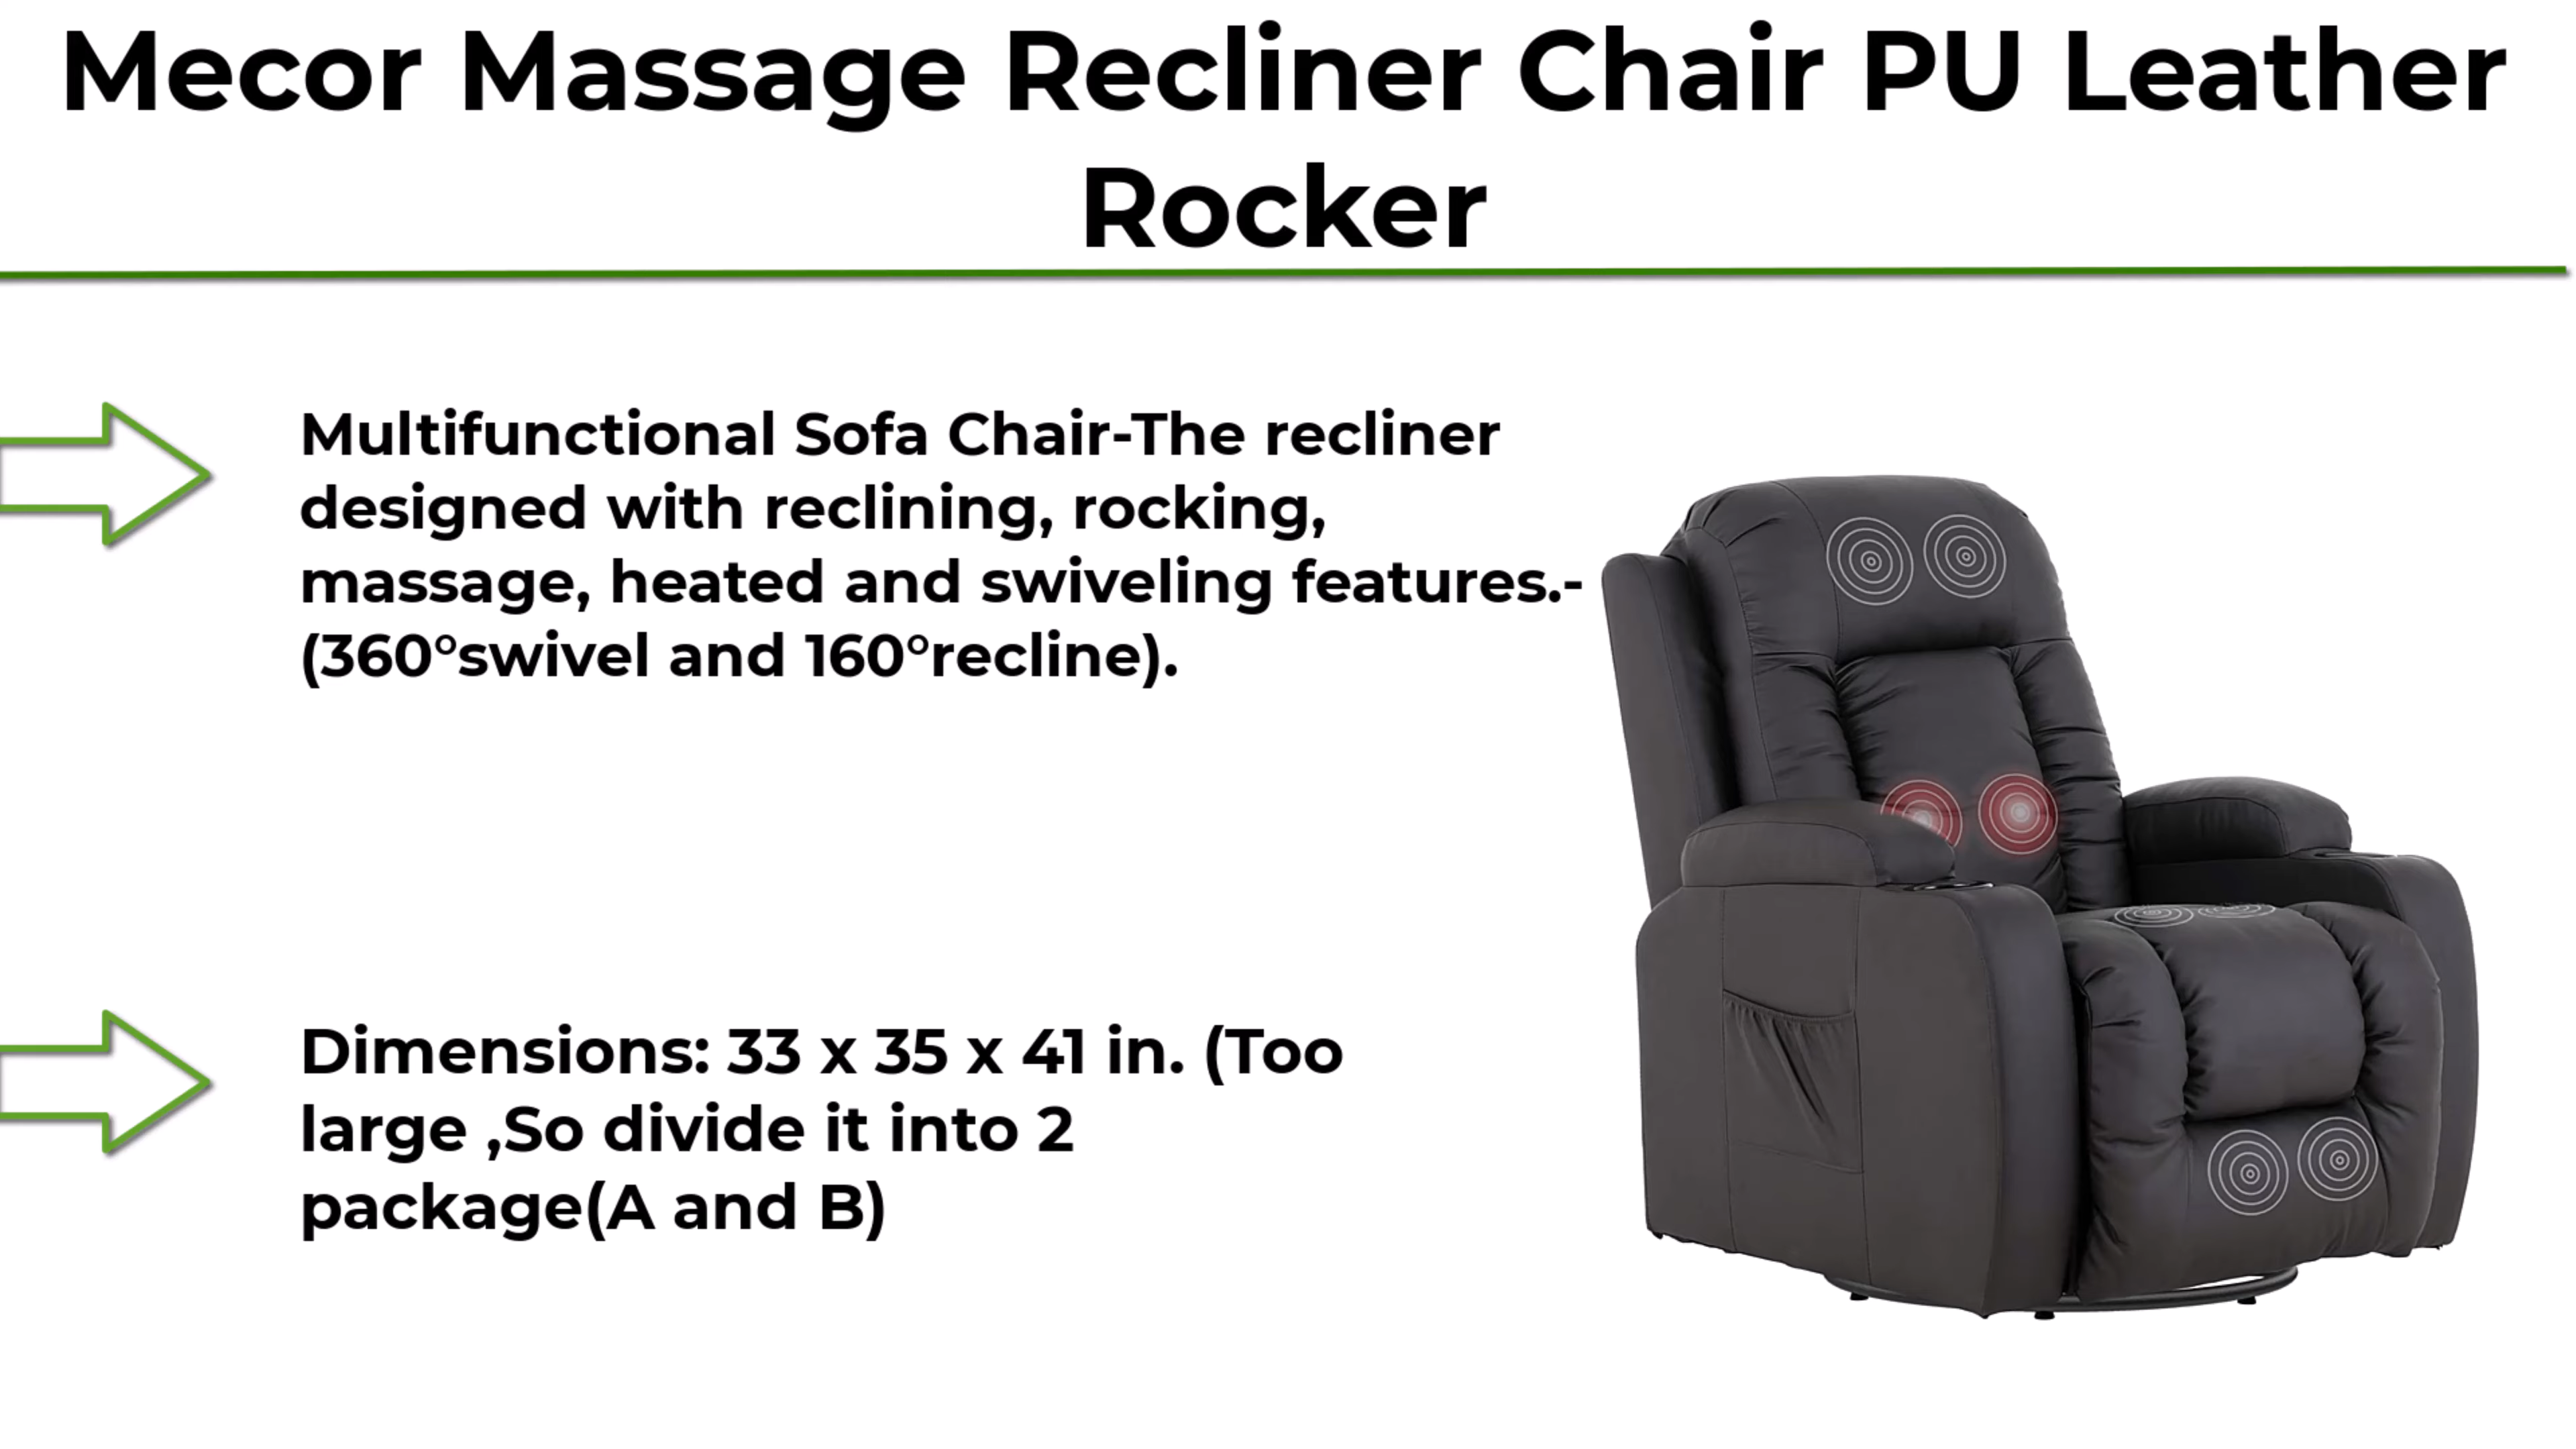 Mecor Massage Recliner Chair PU Leather
Rocker
Multifunctional Sofa Chair-The recliner
designed with reclining, rocking,
massage, heated and swiveling features.-
(360°swivel and 160°recline).
Dimensions: 33 x 35 x 41 in. (Too
large ,So divide it into 2
package(A and B)